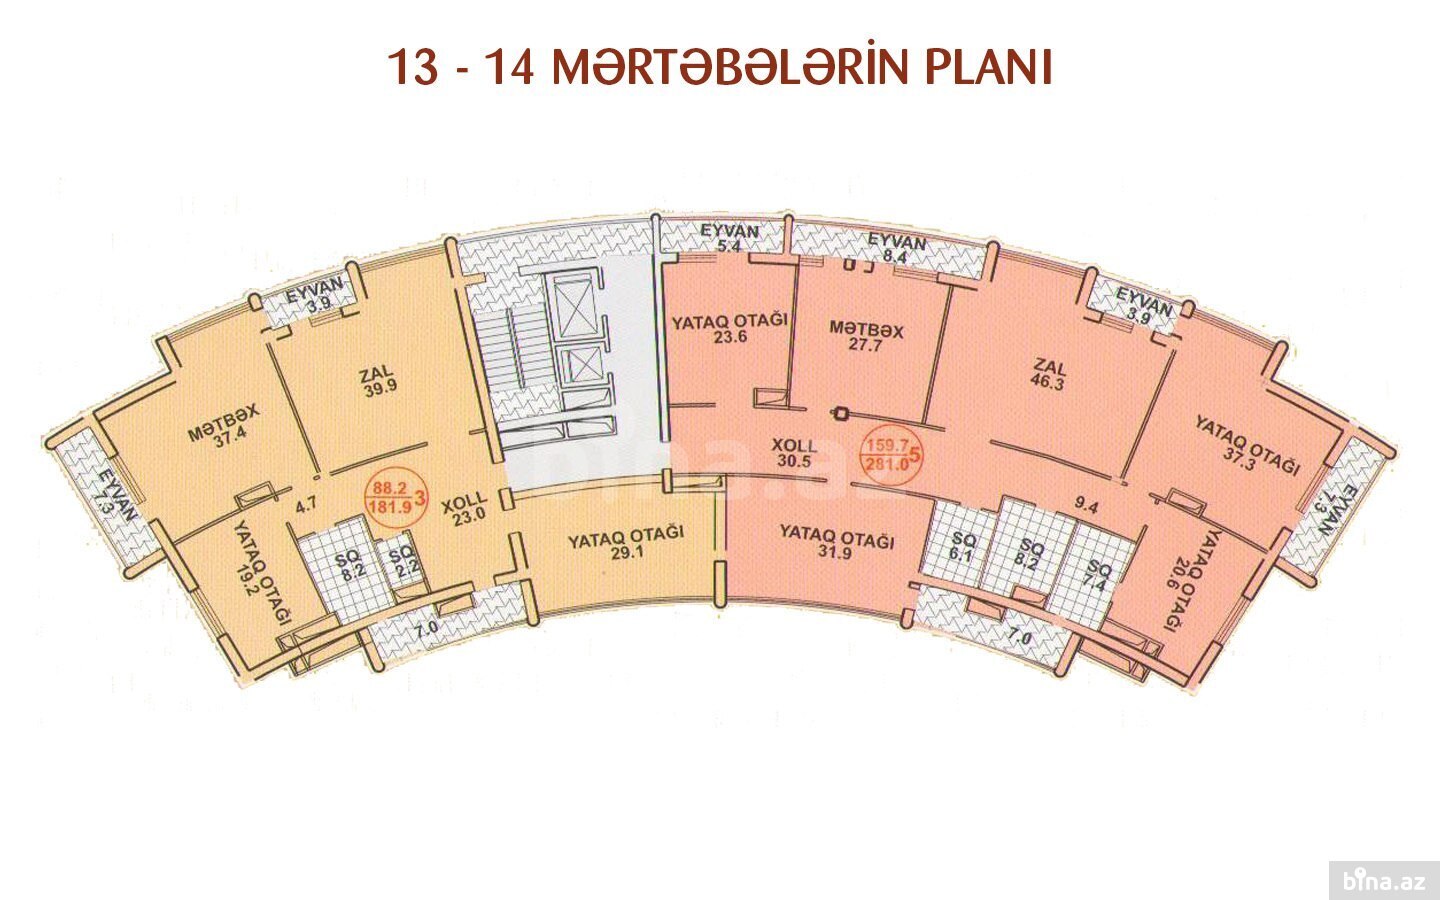 13 - 14 MƏRTƏBƏLƏRİN PLANI
EYVAN
5.4
EYVAN
8.4
EYVAN
3.9
EYVAN
3.9
YATAQ OTAĞI
23.6
MƏTBƏX
27.7
ZAL
39.9
ZAL
46.3
MƏTBƏX
37.4
YATAQ OTAĞI
37.3
XOLL
30.5
159.7
281.0
5
EYVAN
7.3
EYVAN
7.3
88.2
181.9
3
4.7
XOLL
23.0
9.4
YATAQ OTAĞI
29.1
YATAQ OTAĞI
31.9
YATAQ OTAĞI
19.2
SQ
8.2
SQ
SQ
6.1
SQ
8.2
SQ
7.4
YATAQ OTAĞI
20.6
7.0
7.0
bina.az
bina.az